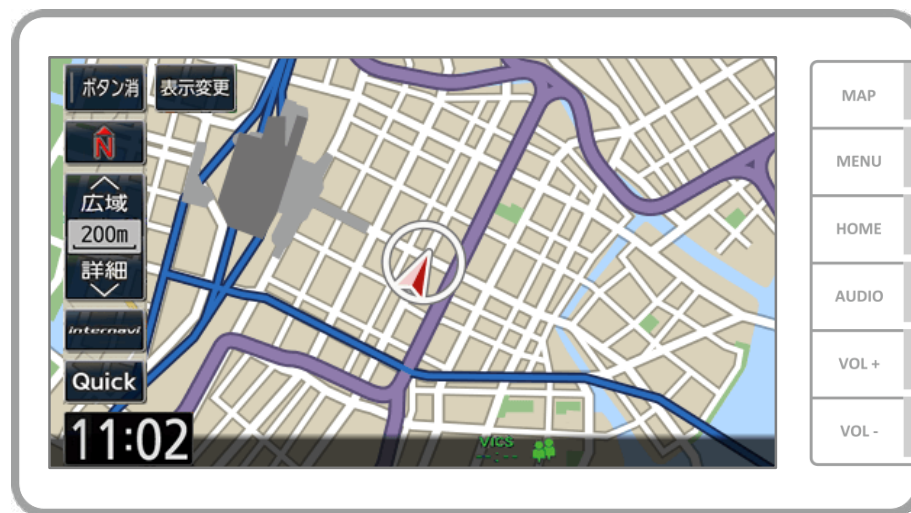 ボタン消
表示変更
N
広域
200m
詳細
internavi
Quick
11:02
VICS
--:--
MAP
MENU
HOME
AUDIO
VOL +
VOL -